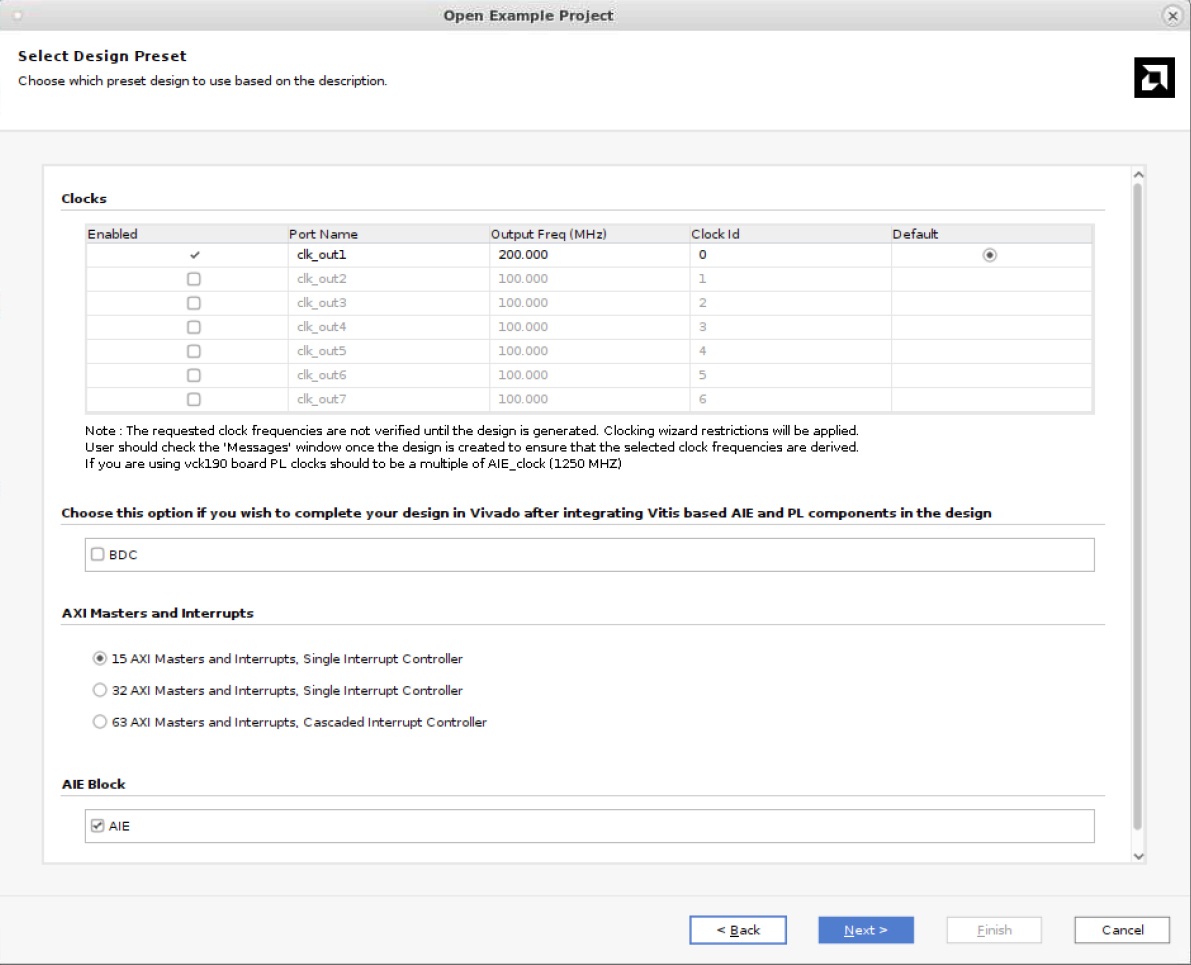 Open Example Project
Select Design Preset
Choose which preset design to use based on the description.
Clocks
Enabled Port Name Output Freq (MHz) Clock Id Default
clk_out1 200.000 0
clk_out2 100.000 1
clk_out3 100.000 2
clk_out4 100.000 3
clk_out5 100.000 4
clk_out6 100.000 5
clk_out7 100.000 6
Note : The requested clock frequencies are not verified until the design is generated. Clocking wizard restrictions will be applied.
User should check the 'Messages' window once the design is created to ensure that the selected clock frequencies are derived.
If you are using vck190 board PL clocks should to be a multiple of AIE_clock (1250 MHZ)
Choose this option if you wish to complete your design in Vivado after integrating Vitis based AIE and PL components in the design
BDC
AXI Masters and Interrupts
15 AXI Masters and Interrupts, Single Interrupt Controller
32 AXI Masters and Interrupts, Single Interrupt Controller
63 AXI Masters and Interrupts, Cascaded Interrupt Controller
AIE Block
AIE
< Back Next > Finish Cancel